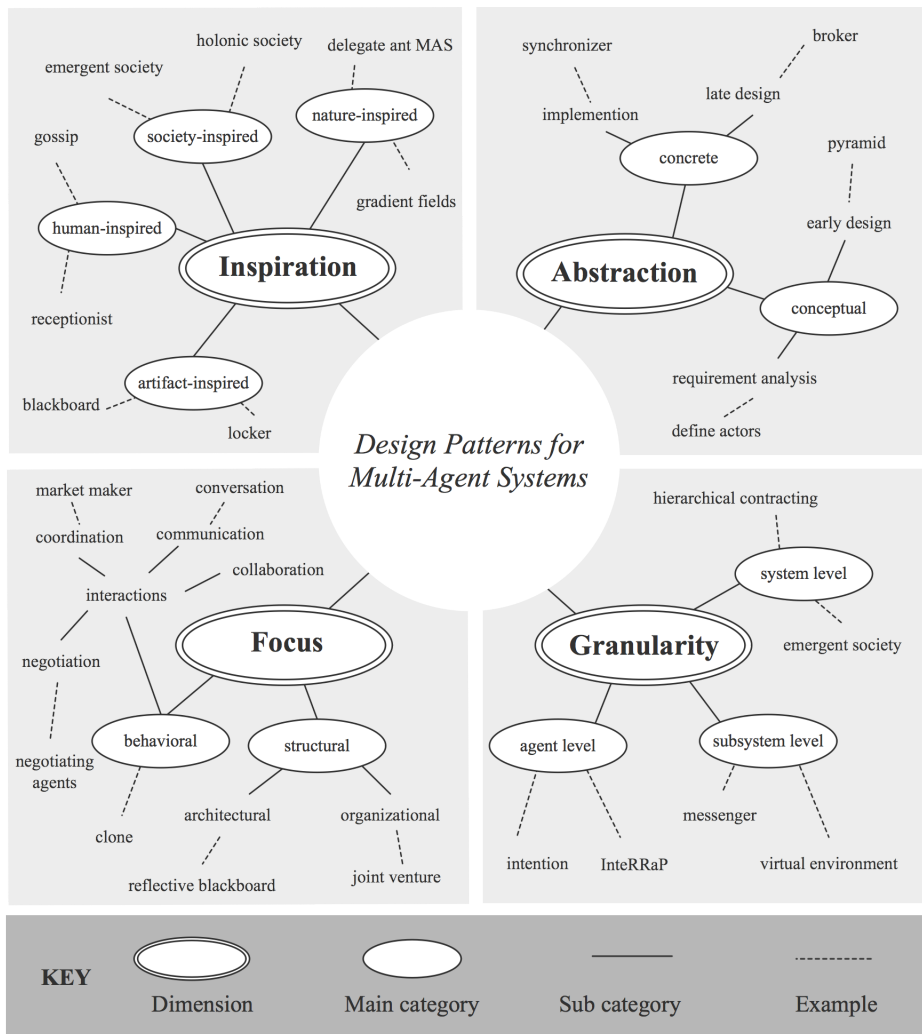 holonic society
delegate ant MAS
emergent society
nature-inspired
society-inspired
gossip
gradient fields
human-inspired
Inspiration
receptionist
artifact-inspired
blackboard
locker
broker
synchronizer
late design
implemention
pyramid
concrete
early design
Abstraction
conceptual
requirement analysis
define actors
Design Patterns for
Multi-Agent Systems
market maker
conversation
coordination
communication
collaboration
interactions
Focus
negotiation
behavioral
structural
negotiating
agents
architectural
organizational
clone
reflective blackboard
joint venture
hierarchical contracting
system level
Granularity
emergent society
agent level
subsystem level
messenger
intention
InteRRaP
virtual environment
KEY
Dimension
Main category
Sub category
Example